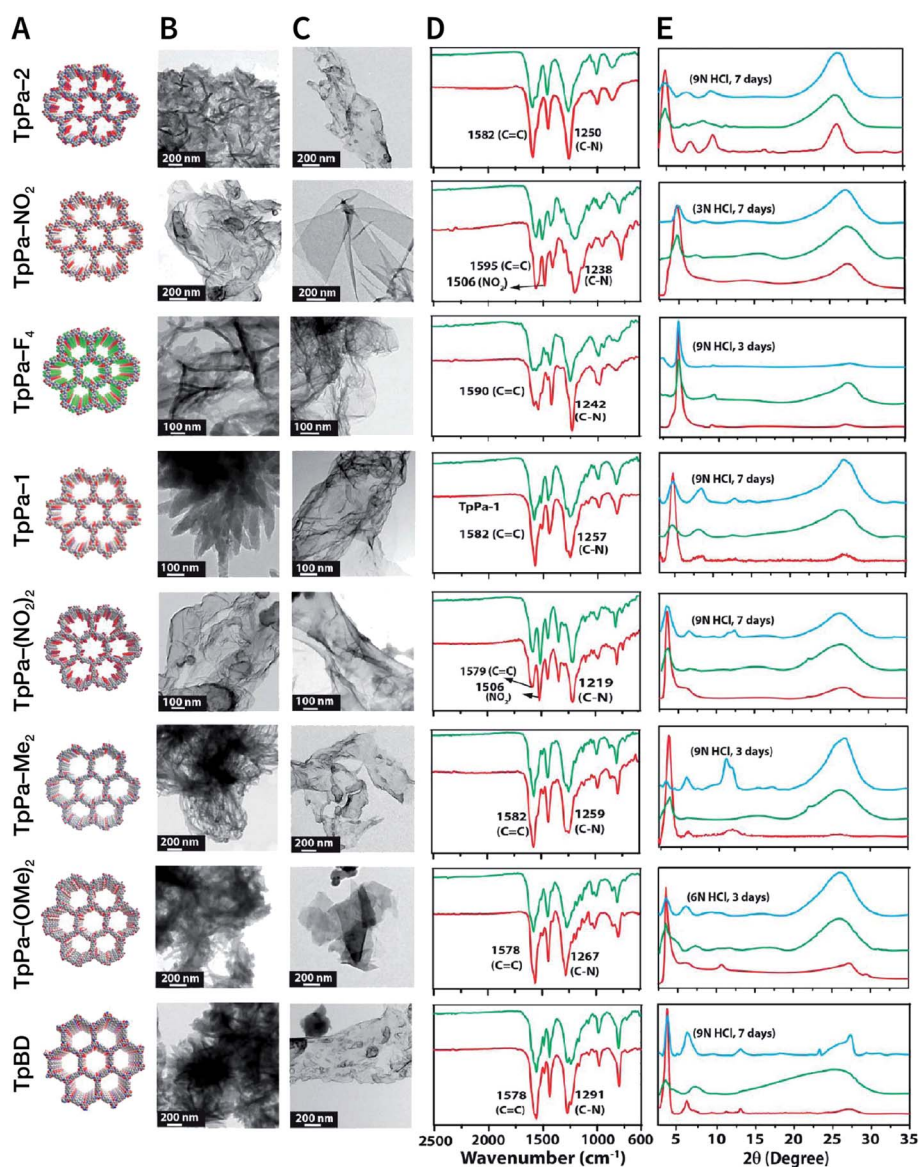 A B C D E
TpPa–2
200 nm
200 nm
1582 (C=C)
1250
(C-N)
(9N HCl, 7 days)
TpPa–NO₂
200 nm
200 nm
1595 (C=C)
1506 (NO₂)
1238
(C-N)
(3N HCl, 7 days)
TpPa–F₄
100 nm
100 nm
1590 (C=C)
1242
(C-N)
(9N HCl, 3 days)
TpPa–1
100 nm
100 nm
TpPa-1
1582 (C=C)
1257
(C-N)
(9N HCl, 7 days)
TpPa–(NO₂)₂
100 nm
100 nm
1579 (C=C)
1506
(NO₂)
1219
(C-N)
(9N HCl, 7 days)
TpPa–Me₂
200 nm
200 nm
1582
(C=C)
1259
(C-N)
(9N HCl, 3 days)
TpPa–(OMe)₂
200 nm
200 nm
1578
(C=C)
1267
(C-N)
(6N HCl, 3 days)
TpBD
200 nm
200 nm
1578
(C=C)
1291
(C-N)
(9N HCl, 7 days)
2500 2000 1500 1000 600
Wavenumber (cm⁻¹)
5 10 15 20 25 35
2θ (Degree)